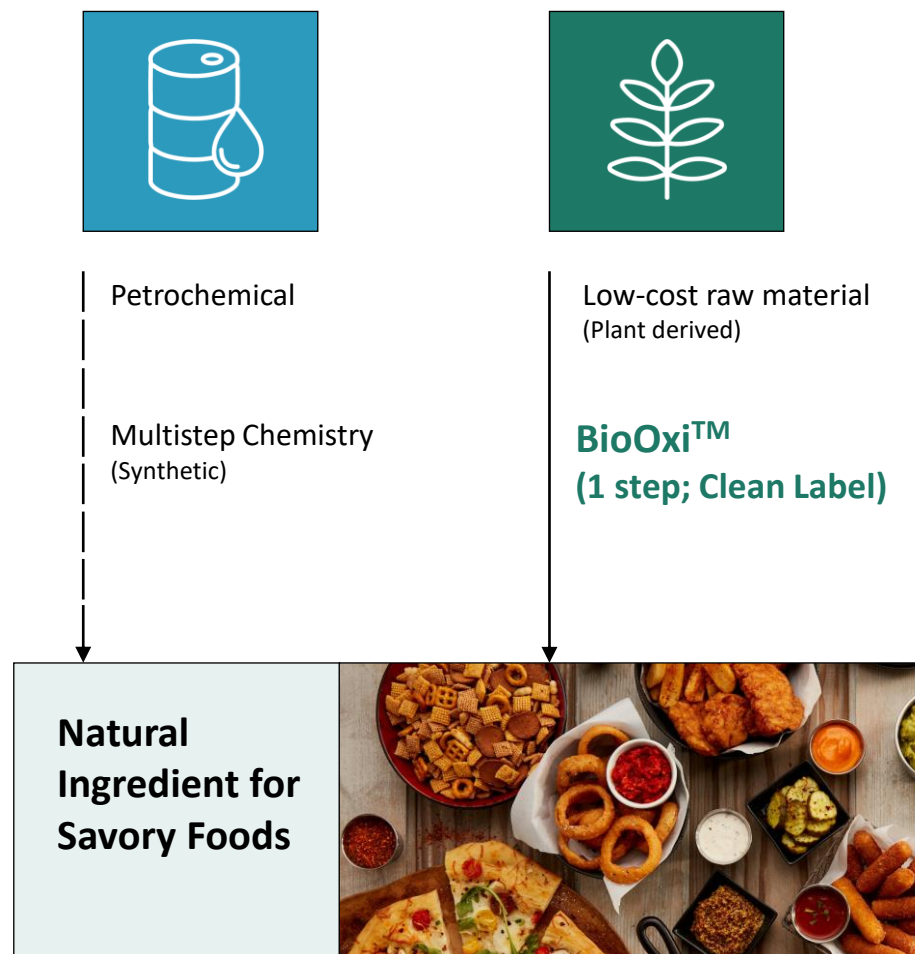 Petrochemical
Multistep Chemistry
(Synthetic)
Low-cost raw material
(Plant derived)
BioOxi™
(1 step; Clean Label)
Natural
Ingredient for
Savory Foods